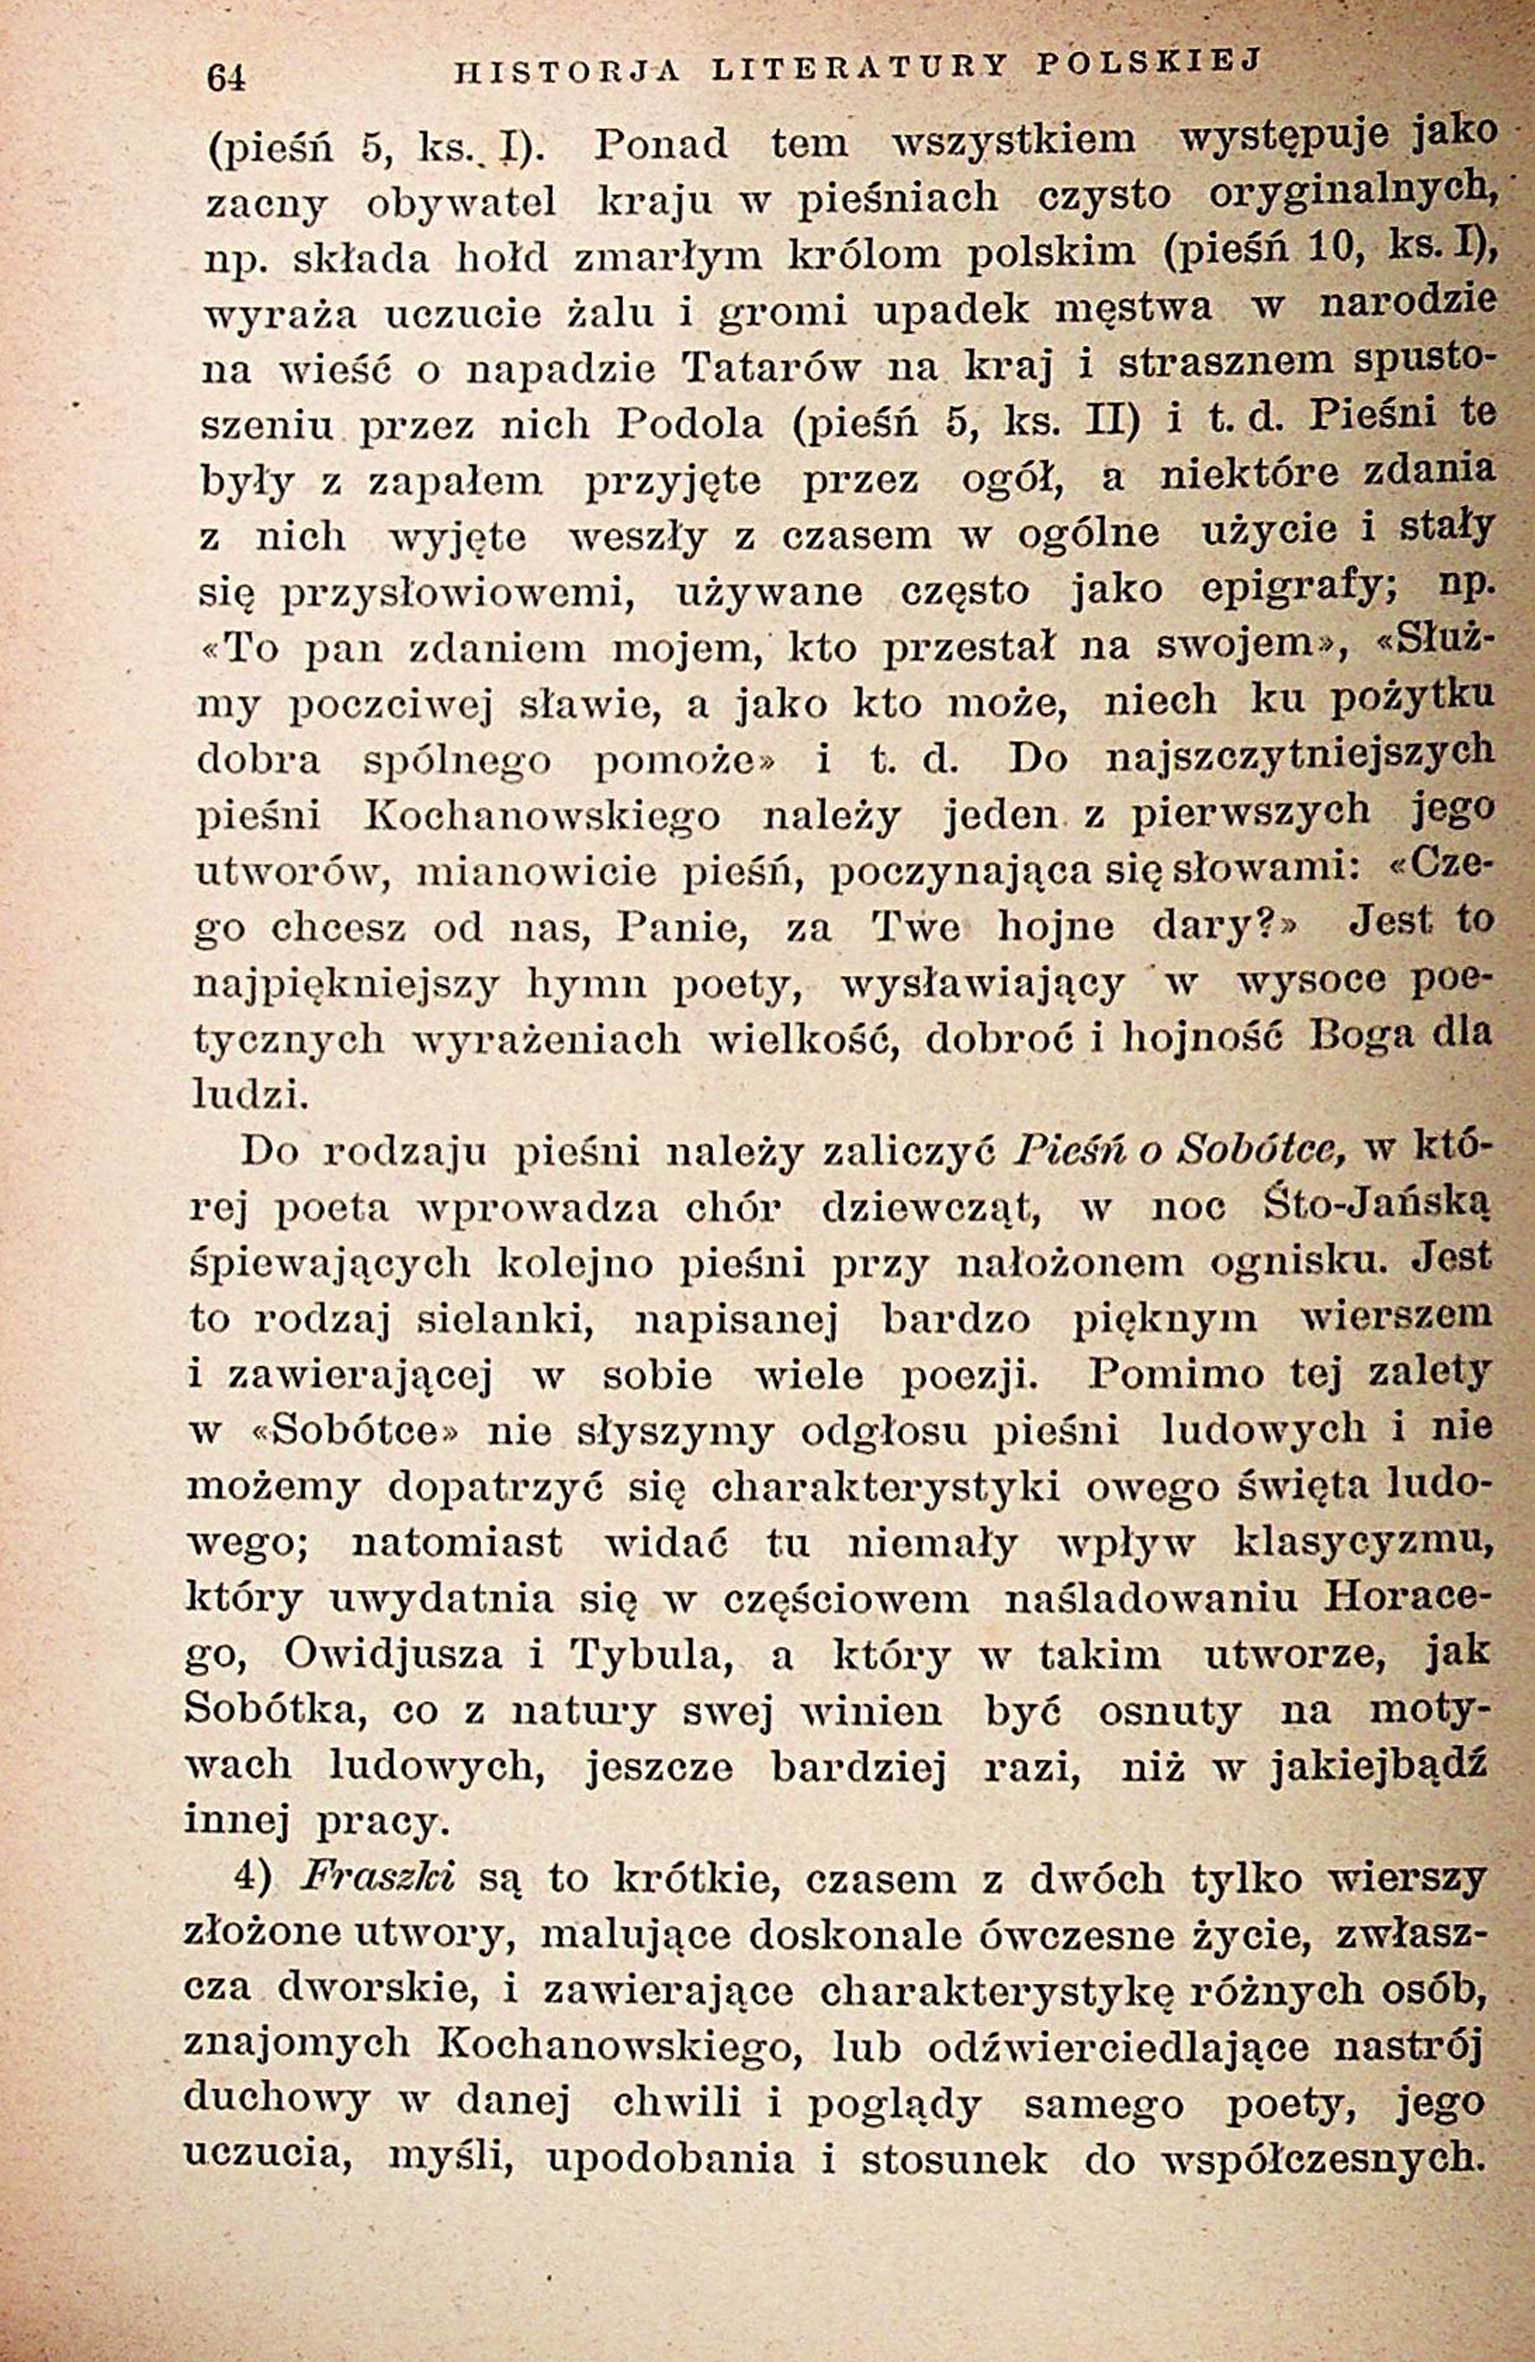 64 HISTORJA LITERATURY POLSKIEJ
(pieśń 5, ks. I). Ponad tem wszystkiem występuje jako
zacny obywatel kraju w pieśniach czysto oryginalnych,
np. składa hołd zmarłym królom polskim (pieśń 10, ks. I),
wyraża uczucie żalu i gromi upadek męstwa w narodzie
na wieść o napadzie Tatarów na kraj i strasznem spusto-
szeniu przez nich Podola (pieśń 5, ks. II) i t. d. Pieśni te
były z zapałem przyjęte przez ogół, a niektóre zdania
z nich wyjęte weszły z czasem w ogólne użycie i stały
się przysłowiowemi, używane często jako epigrafy; np.
«To pan zdaniem mojem, kto przestał na swojem», «Służ-
my poczciwej sławie, a jako kto może, niech ku pożytku
dobra spólnego pomoże» i t. d. Do najszczytniejszych
pieśni Kochanowskiego należy jeden z pierwszych jego
utworów, mianowicie pieśń, poczynająca się słowami: «Cze-
go chcesz od nas, Panie, za Twe hojne dary?» Jest to
najpiękniejszy hymn poety, wysławiający w wysoce poe-
tycznych wyrażeniach wielkość, dobroć i hojność Boga dla
ludzi.
Do rodzaju pieśni należy zaliczyć Pieśń o Sobótce, w któ-
rej poeta wprowadza chór dziewcząt, w noc Śto-Jańską
śpiewających kolejno pieśni przy nałożonem ognisku. Jest
to rodzaj sielanki, napisanej bardzo pięknym wierszem
i zawierającej w sobie wiele poezji. Pomimo tej zalety
w «Sobótce» nie słyszymy odgłosu pieśni ludowych i nie
możemy dopatrzyć się charakterystyki owego święta ludo-
wego; natomiast widać tu niemały wpływ klasycyzmu,
który uwydatnia się w częściowem naśladowaniu Horace-
go, Owidjusza i Tybula, a który w takim utworze, jak
Sobótka, co z natury swej winien być osnuty na moty-
wach ludowych, jeszcze bardziej razi, niż w jakiejbądź
innej pracy.
4) Fraszki są to krótkie, czasem z dwóch tylko wierszy
złożone utwory, malujące doskonale ówczesne życie, zwłasz-
cza dworskie, i zawierające charakterystykę różnych osób,
znajomych Kochanowskiego, lub odźwierciedlające nastrój
duchowy w danej chwili i poglądy samego poety, jego
uczucia, myśli, upodobania i stosunek do współczesnych.